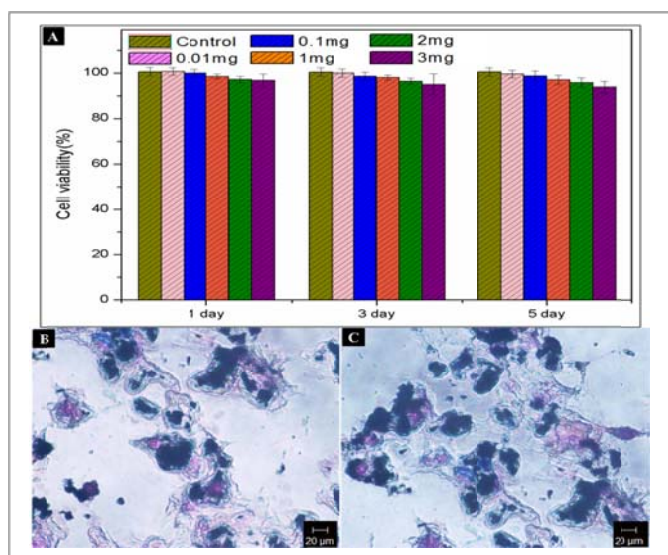 A
Control 0.1mg 2mg
0.01mg 1mg 3mg
Cell viability(%)
100
80
60
40
20
0
1 day 3 day 5 day
B
C
20 µm
20 µm